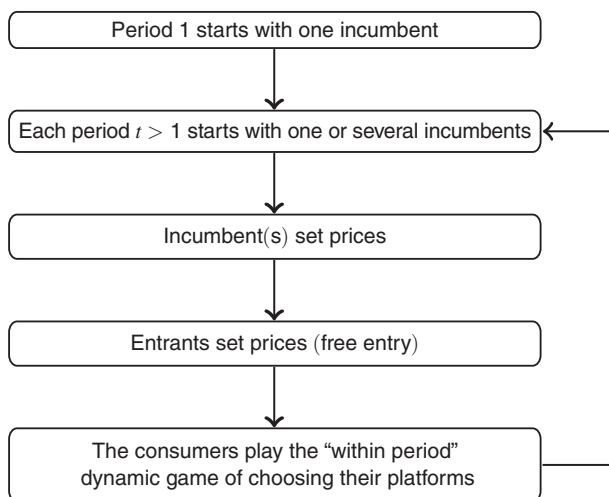 Period 1 starts with one incumbent
Each period t > 1 starts with one or several incumbents
Incumbent(s) set prices
Entrants set prices (free entry)
The consumers play the “within period”
dynamic game of choosing their platforms